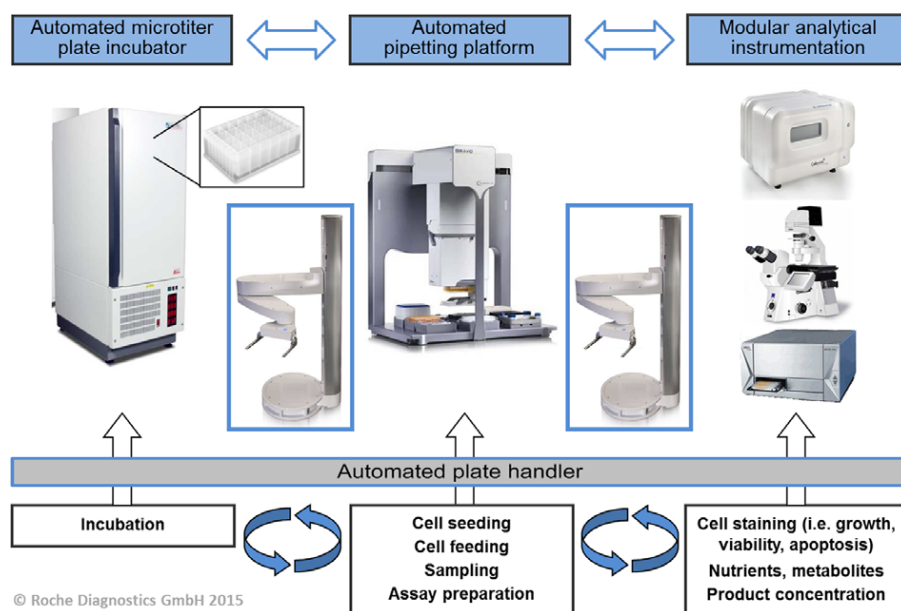 Automated microtiter
plate incubator
Automated
pipetting platform
Modular analytical
instrumentation
BRAVO
Automated plate handler
Incubation
Cell seeding
Cell feeding
Sampling
Assay preparation
Cell staining (i.e. growth,
viability, apoptosis)
Nutrients, metabolites
Product concentration
© Roche Diagnostics GmbH 2015